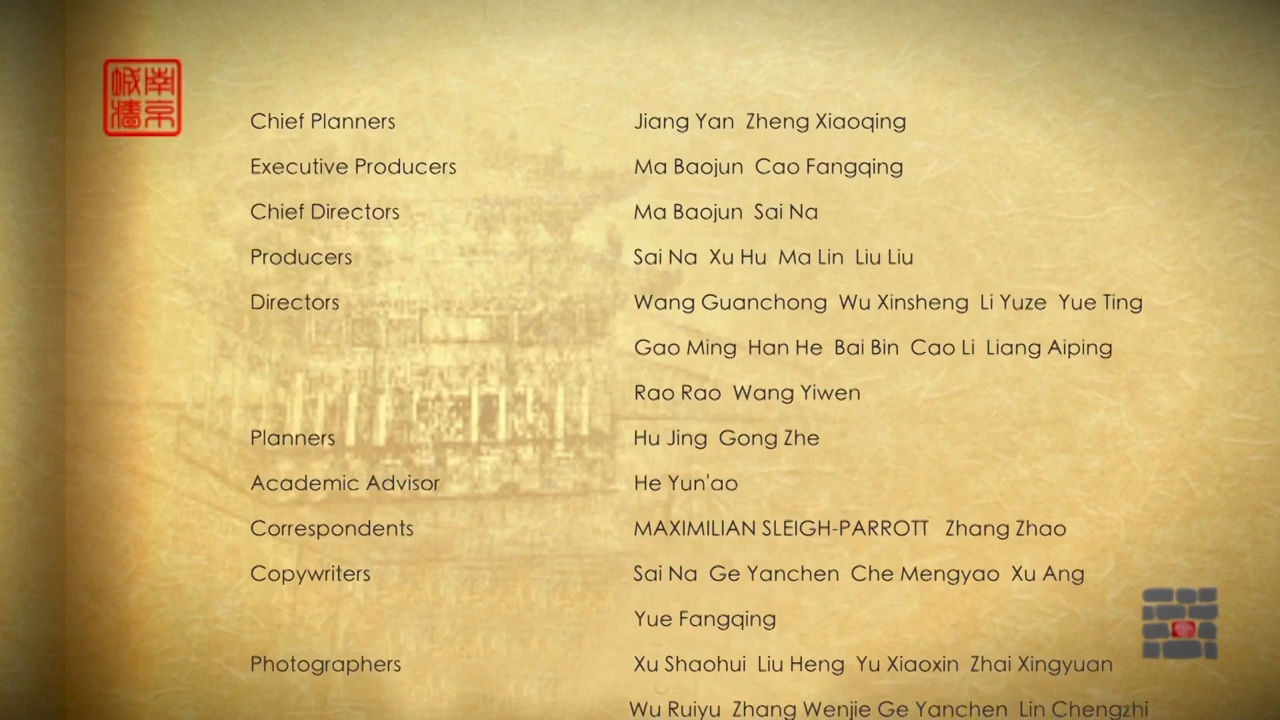 南京
城墙
Chief Planners Jiang Yan Zheng Xiaoqing
Executive Producers Ma Baojun Cao Fangqing
Chief Directors Ma Baojun Sai Na
Producers Sai Na Xu Hu Ma Lin Liu Liu
Directors Wang Guanchong Wu Xinsheng Li Yuze Yue Ting
Gao Ming Han He Bai Bin Cao Li Liang Aiping
Rao Rao Wang Yiwen
Planners Hu Jing Gong Zhe
Academic Advisor He Yun'ao
Correspondents MAXIMILIAN SLEIGH-PARROTT Zhang Zhao
Copywriters Sai Na Ge Yanchen Che Mengyao Xu Ang
Yue Fangqing
Photographers Xu Shaohui Liu Heng Yu Xiaoxin Zhai Xingyuan
Wu Ruiyu Zhang Wenjie Ge Yanchen Lin Chengzhi